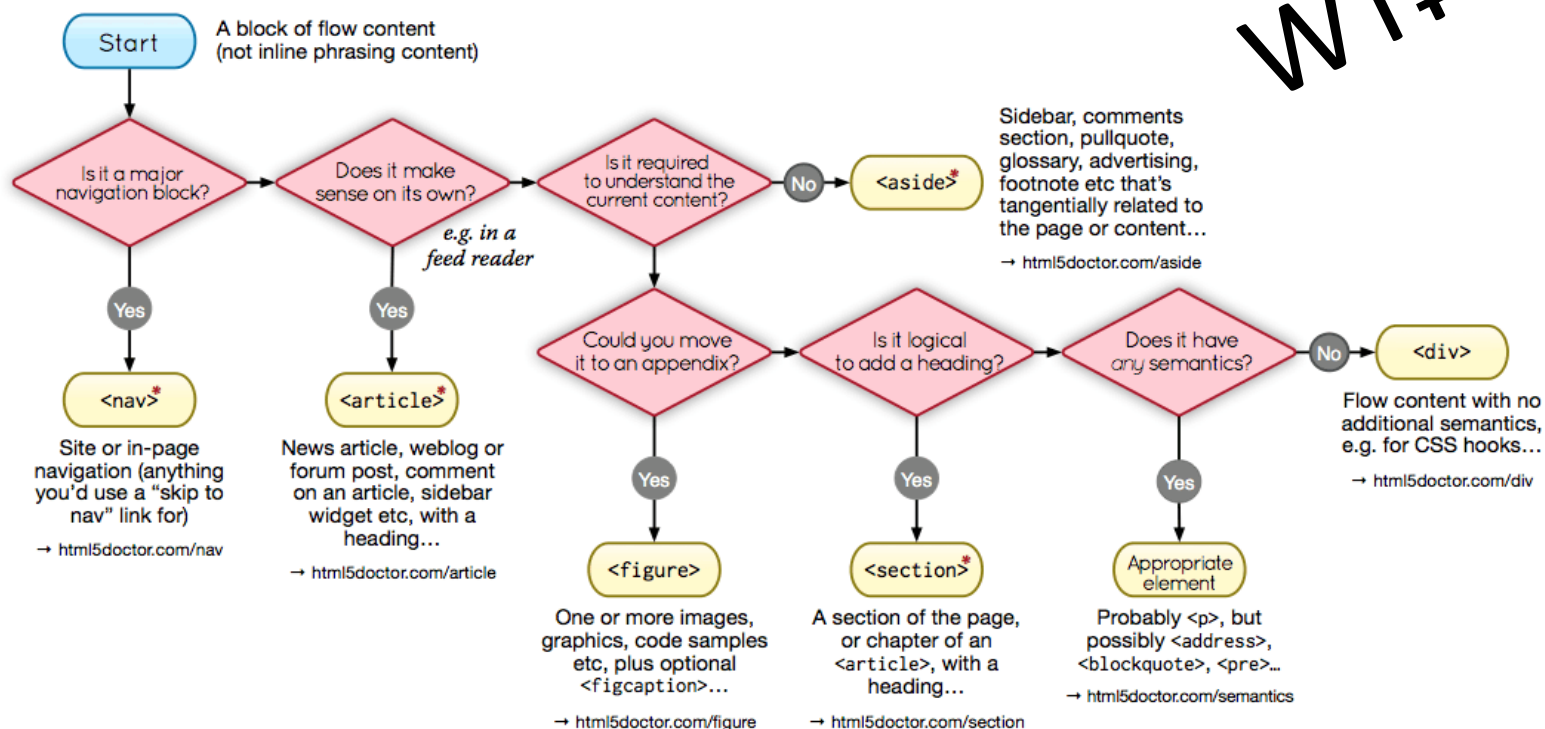 Start
A block of flow content
(not inline phrasing content)
Is it a major
navigation block?
Does it make
sense on its own?
e.g. in a
feed reader
Is it required
to understand the
current content?
No
<aside>*
Sidebar, comments
section, pullquote,
glossary, advertising,
footnote etc that's
tangentially related to
the page or content…
→ html5doctor.com/aside
Yes
<nav>*
Site or in-page
navigation (anything
you'd use a “skip to
nav” link for)
→ html5doctor.com/nav
Yes
<article>*
News article, weblog or
forum post, comment
on an article, sidebar
widget etc, with a
heading…
→ html5doctor.com/article
Could you move
it to an appendix?
Is it logical
to add a heading?
Does it have
any semantics?
No
<div>
Flow content with no
additional semantics,
e.g. for CSS hooks…
→ html5doctor.com/div
Yes
<figure>
One or more images,
graphics, code samples
etc, plus optional
<figcaption>…
→ html5doctor.com/figure
Yes
<section>*
A section of the page,
or chapter of an
<article>, with a
heading…
→ html5doctor.com/section
Yes
Appropriate
element
Probably <p>, but
possibly <address>,
<blockquote>, <pre>…
→ html5doctor.com/semantics